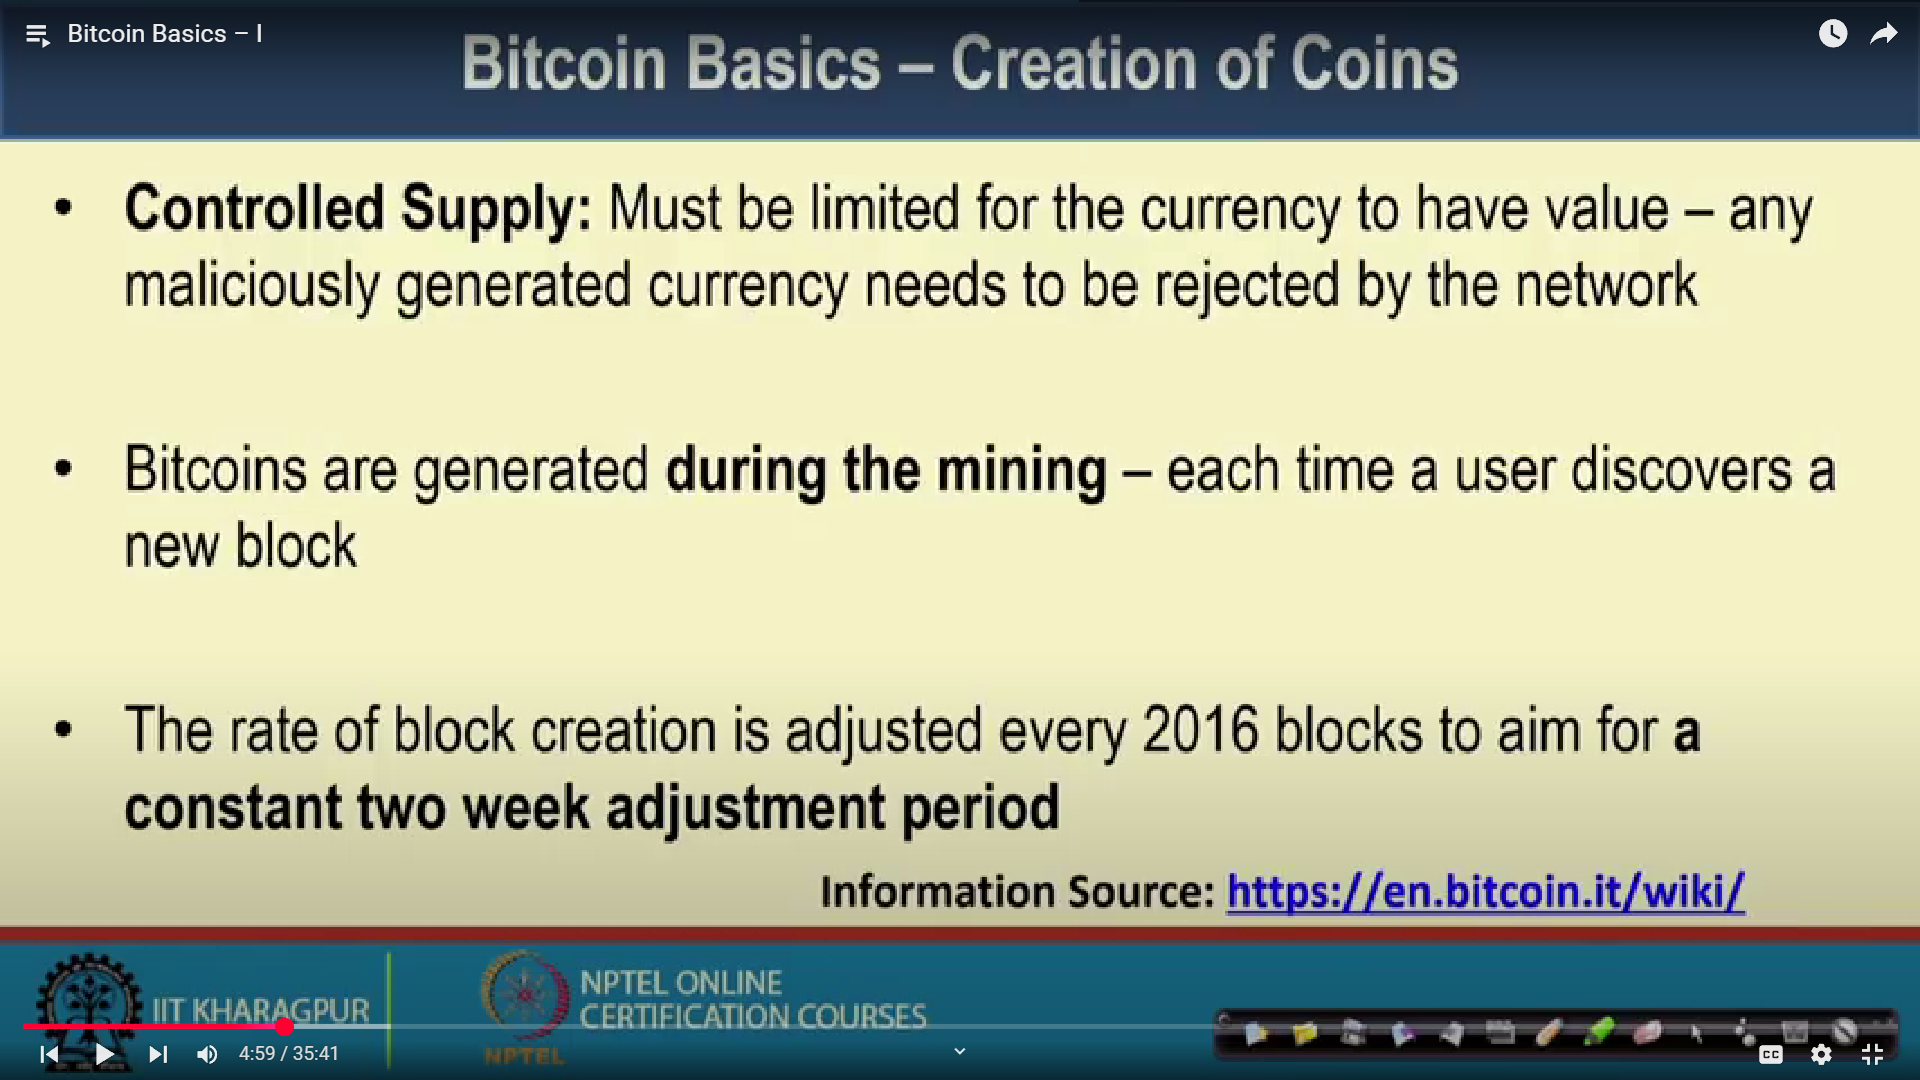 Bitcoin Basics – I
Bitcoin Basics – Creation of Coins
• Controlled Supply: Must be limited for the currency to have value – any
maliciously generated currency needs to be rejected by the network
• Bitcoins are generated during the mining – each time a user discovers a
new block
• The rate of block creation is adjusted every 2016 blocks to aim for a
constant two week adjustment period
Information Source: https://en.bitcoin.it/wiki/
IIT KHARAGPUR
NPTEL
NPTEL ONLINE
CERTIFICATION COURSES
4:59 / 35:41
CC